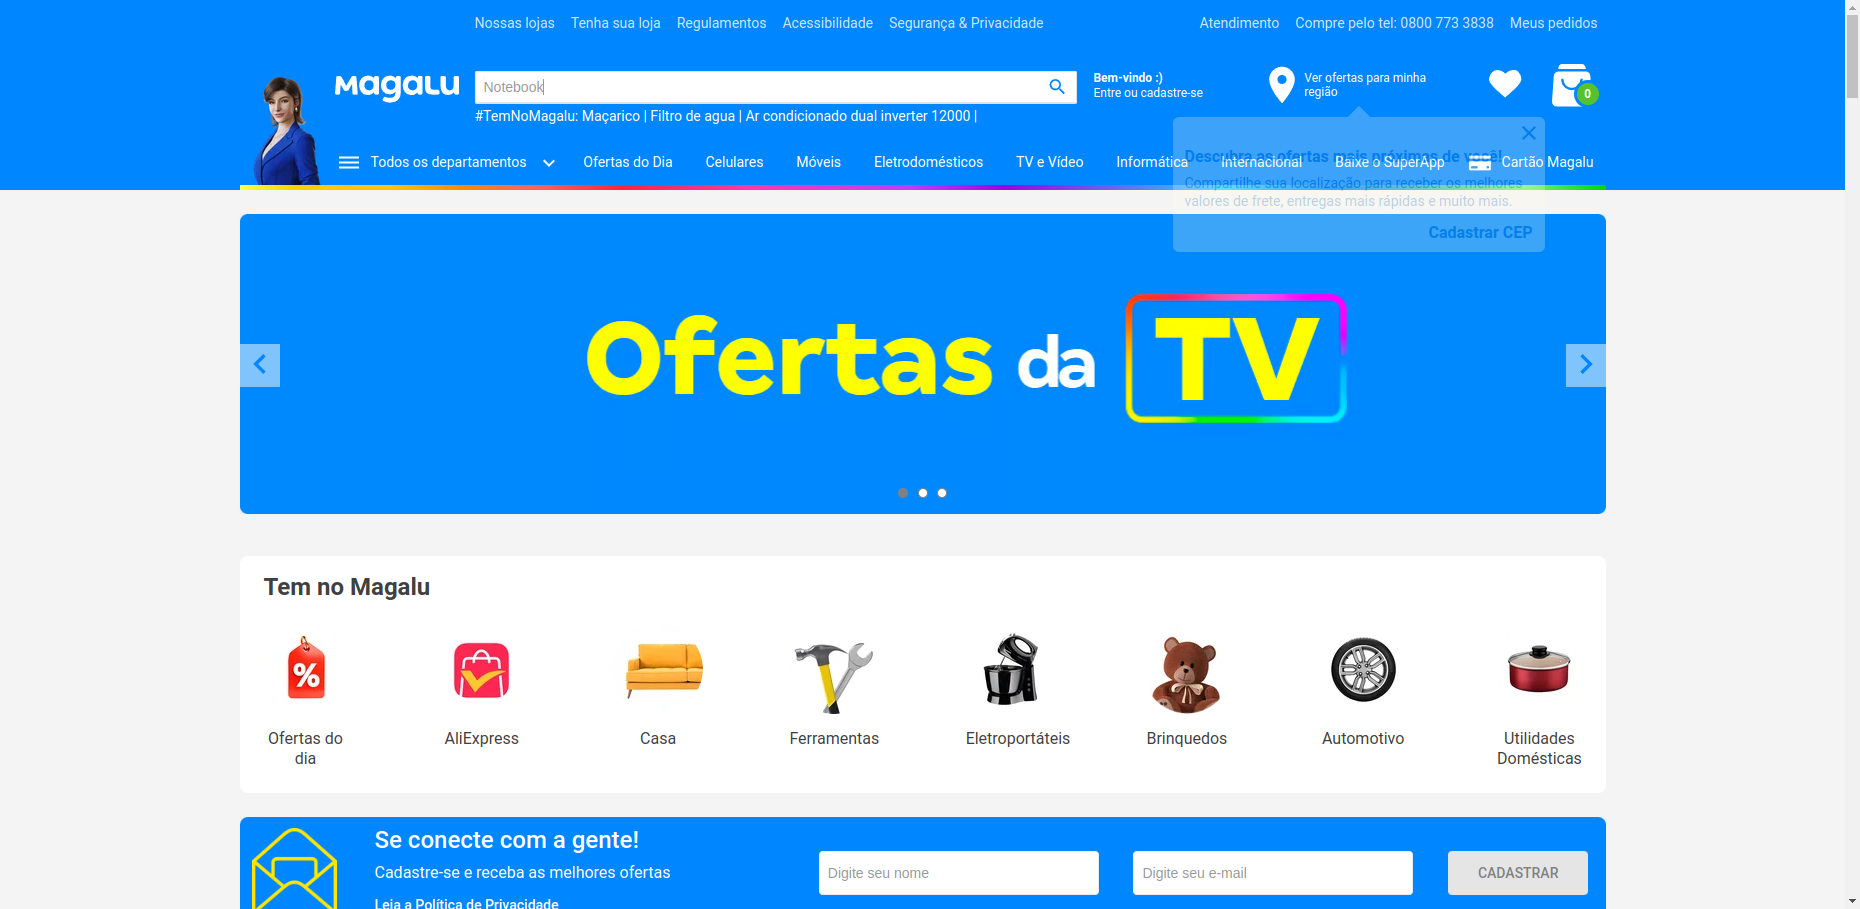 Nossas lojas Tenha sua loja Regulamentos Acessibilidade Segurança & Privacidade Atendimento Compre pelo tel: 0800 773 3838 Meus pedidos
Magalu
Notebook
Bem-vindo :)
Entre ou cadastre-se
Ver ofertas para minha
região
0
#TemNoMagalu: Maçarico | Filtro de agua | Ar condicionado dual inverter 12000 |
Todos os departamentos Ofertas do Dia Celulares Móveis Eletrodomésticos TV e Vídeo Informática Internacional Baixe o SuperApp Cartão Magalu
Descubra as ofertas mais próximas de você!
Compartilhe sua localização para receber os melhores
valores de frete, entregas mais rápidas e muito mais.
Cadastrar CEP
Ofertas da TV
Tem no Magalu
%
Ofertas do
dia
AliExpress
Casa
Ferramentas
Eletroportáteis
Brinquedos
Automotivo
Utilidades
Domésticas
Se conecte com a gente!
Cadastre-se e receba as melhores ofertas
Leia a Política de Privacidade
Digite seu nome
Digite seu e-mail
CADASTRAR